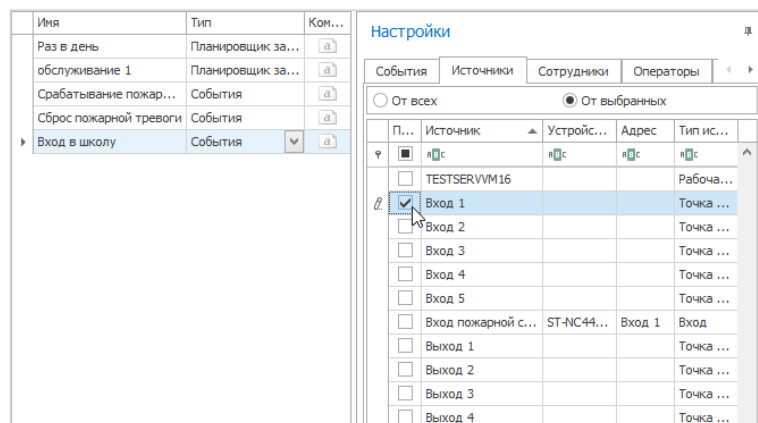 Имя Тип Ком...
Раз в день Планировщик за...
обслуживание 1 Планировщик за...
Срабатывание пожар... События
Сброс пожарной тревоги События
Вход в школу События
Настройки
События Источники Сотрудники Операторы
От всех От выбранных
П... Источник Устройс... Адрес Тип ис...
TESTSERVVM16 Рабоча...
Вход 1 Точка ...
Вход 2 Точка ...
Вход 3 Точка ...
Вход 4 Точка ...
Вход 5 Точка ...
Вход пожарной с... ST-NC44... Вход 1 Вход
Выход 1 Точка ...
Выход 2 Точка ...
Выход 3 Точка ...
Выход 4 Точка ...